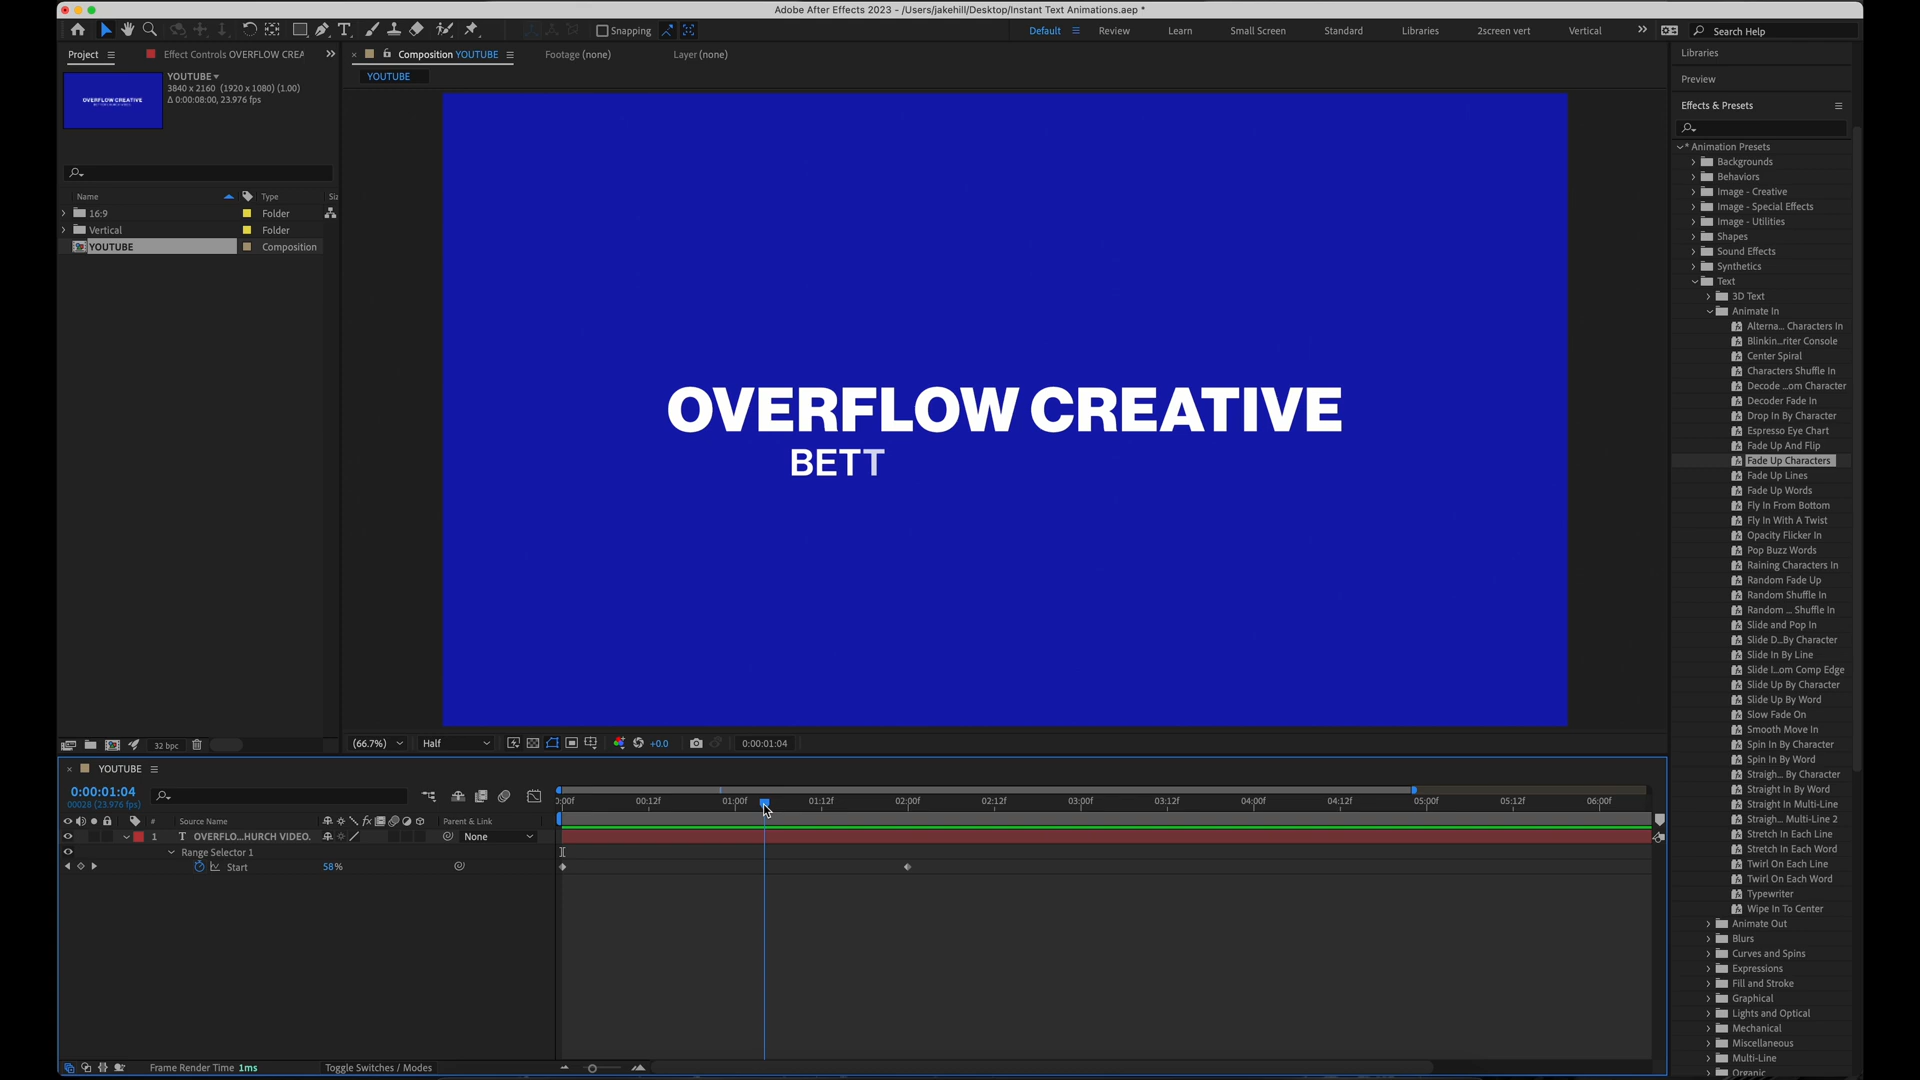 Adobe After Effects 2023 - /Users/jakehill/Desktop/Instant Text Animations.aep *
Snapping
Default
Review
Learn
Small Screen
Standard
Libraries
2screen vert
Vertical
Search Help
Project
Effect Controls OVERFLOW CREA
Composition YOUTUBE
Footage (none)
Layer (none)
YOUTUBE
YOUTUBE
3840 x 2160 (1920 x 1080) (1.00)
Δ 0:00:08:00, 23.976 fps
OVERFLOW CREATIVE
Name
Type
Siz
16:9
Folder
Vertical
Folder
YOUTUBE
Composition
32 bpc
OVERFLOW CREATIVE
BETT
(66.7%)
Half
+0.0
0:00:01:04
Libraries
Preview
Effects & Presets
* Animation Presets
Backgrounds
Behaviors
Image - Creative
Image - Special Effects
Image - Utilities
Shapes
Sound Effects
Synthetics
Text
3D Text
Animate In
Alterna... Characters In
Blinkin...riter Console
Center Spiral
Characters Shuffle In
Decode ...om Character
Decoder Fade In
Drop In By Character
Espresso Eye Chart
Fade Up And Flip
Fade Up Characters
Fade Up Lines
Fade Up Words
Fly In From Bottom
Fly In With A Twist
Opacity Flicker In
Pop Buzz Words
Raining Characters In
Random Fade Up
Random Shuffle In
Random ... Shuffle In
Slide and Pop In
Slide D...By Character
Slide In By Line
Slide I...om Comp Edge
Slide Up By Character
Slide Up By Word
Slow Fade On
Smooth Move In
Spin In By Character
Spin In By Word
Straigh... By Character
Straight In By Word
Straight In Multi-Line
Straigh... Multi-Line 2
Stretch In Each Line
Stretch In Each Word
Twirl On Each Line
Twirl On Each Word
Typewriter
Wipe In To Center
Animate Out
Blurs
Curves and Spins
Expressions
Fill and Stroke
Graphical
Lights and Optical
Mechanical
Miscellaneous
Multi-Line
Organic
YOUTUBE
0:00:01:04
00028 (23.976 fps)
#
Source Name
Parent & Link
1
T
OVERFLO...HURCH VIDEO.
None
Range Selector 1
Start
58%
:00f
00:12f
01:00f
01:12f
02:00f
02:12f
03:00f
03:12f
04:00f
04:12f
05:00f
05:12f
06:00f
Frame Render Time 1ms
Toggle Switches / Modes